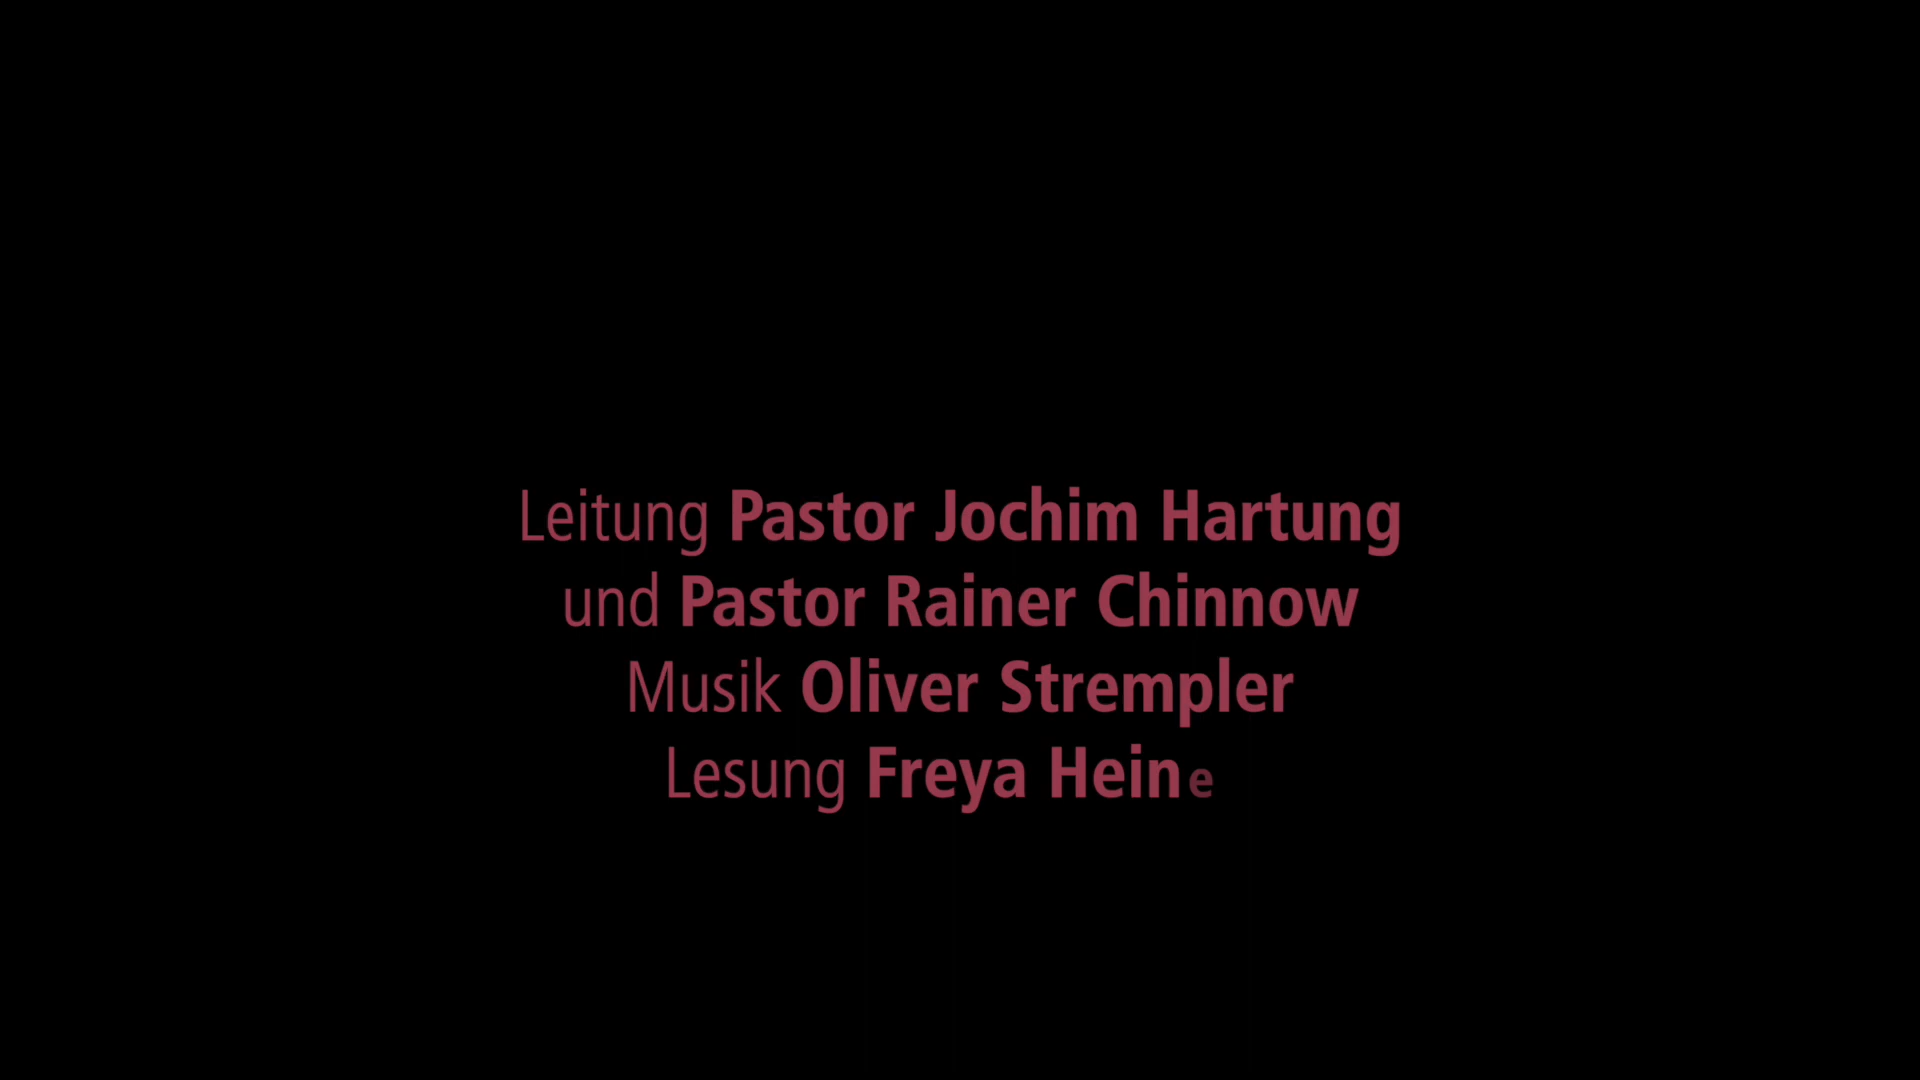 Leitung Pastor Jochim Hartung
und Pastor Rainer Chinnow
Musik Oliver Strempler
Lesung Freya Heine